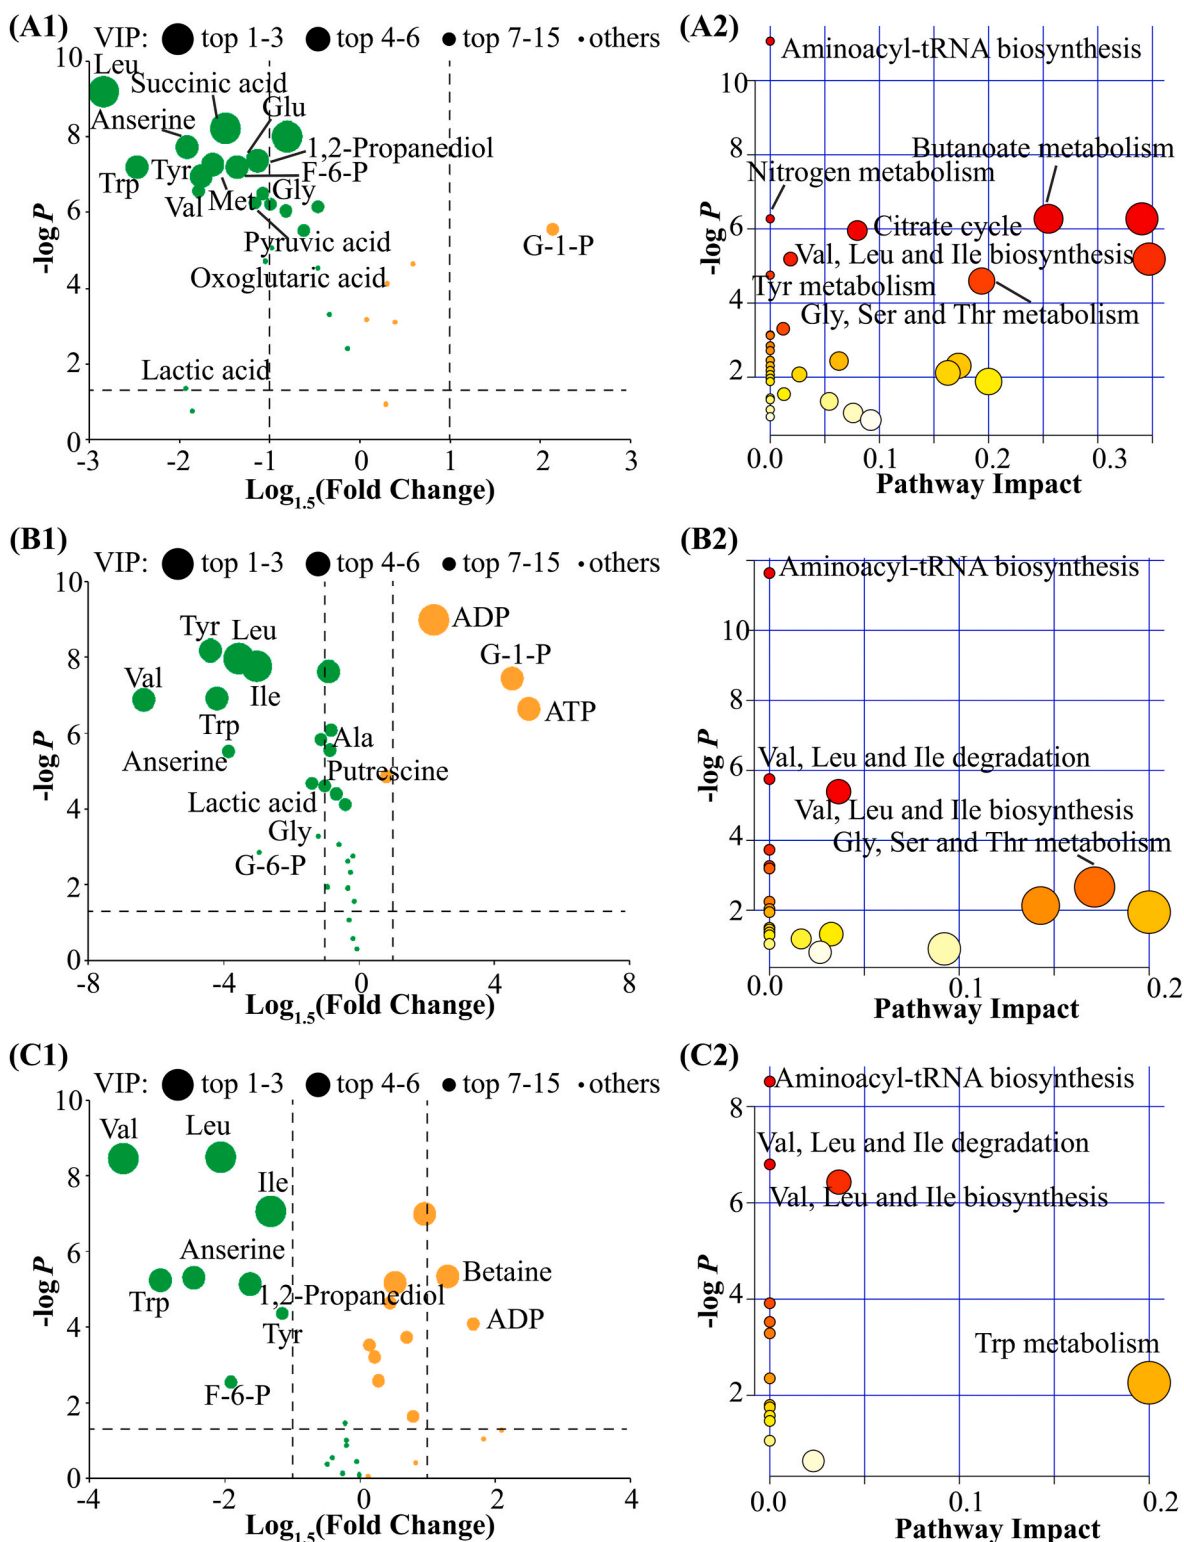 (A1)
VIP: top 1-3 top 4-6 top 7-15 others
10
8
6
4
2
0
-log P
Leu
Succinic acid
Glu
Anserine
1,2-Propanediol
Trp
Tyr
F-6-P
Val
Met
Gly
Pyruvic acid
G-1-P
Oxoglutaric acid
Lactic acid
-3 -2 -1 0 1 2 3
Log1.5(Fold Change)
(A2)
10
8
6
4
2
-log P
Aminoacyl-tRNA biosynthesis
Butanoate metabolism
Nitrogen metabolism
Citrate cycle
Val, Leu and Ile biosynthesis
Tyr metabolism
Gly, Ser and Thr metabolism
0.0 0.1 0.2 0.3
Pathway Impact
(B1)
VIP: top 1-3 top 4-6 top 7-15 others
10
8
6
4
2
0
-log P
Tyr
Leu
ADP
G-1-P
Val
Ile
Trp
ATP
Ala
Anserine
Putrescine
Lactic acid
Gly
G-6-P
-8 -4 0 4 8
Log1.5(Fold Change)
(B2)
10
8
6
4
2
-log P
Aminoacyl-tRNA biosynthesis
Val, Leu and Ile degradation
Val, Leu and Ile biosynthesis
Gly, Ser and Thr metabolism
0.0 0.1 0.2
Pathway Impact
(C1)
VIP: top 1-3 top 4-6 top 7-15 others
10
8
6
4
2
0
-log P
Val
Leu
Ile
Anserine
Betaine
Trp
1,2-Propanediol
ADP
Tyr
F-6-P
-4 -2 0 2 4
Log1.5(Fold Change)
(C2)
8
6
4
2
-log P
Aminoacyl-tRNA biosynthesis
Val, Leu and Ile degradation
Val, Leu and Ile biosynthesis
Trp metabolism
0.0 0.1 0.2
Pathway Impact